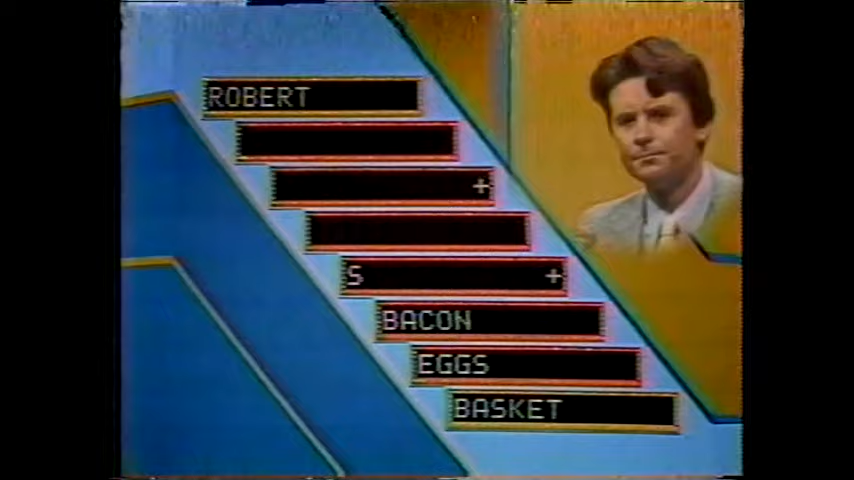 ROBERT
+
S +
BACON
EGGS
BASKET